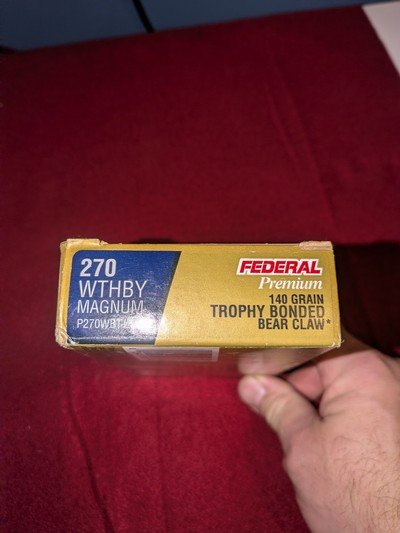 270
WTHBY
MAGNUM
FEDERAL
Premium
140 GRAIN
TROPHY BONDED
BEAR CLAW*